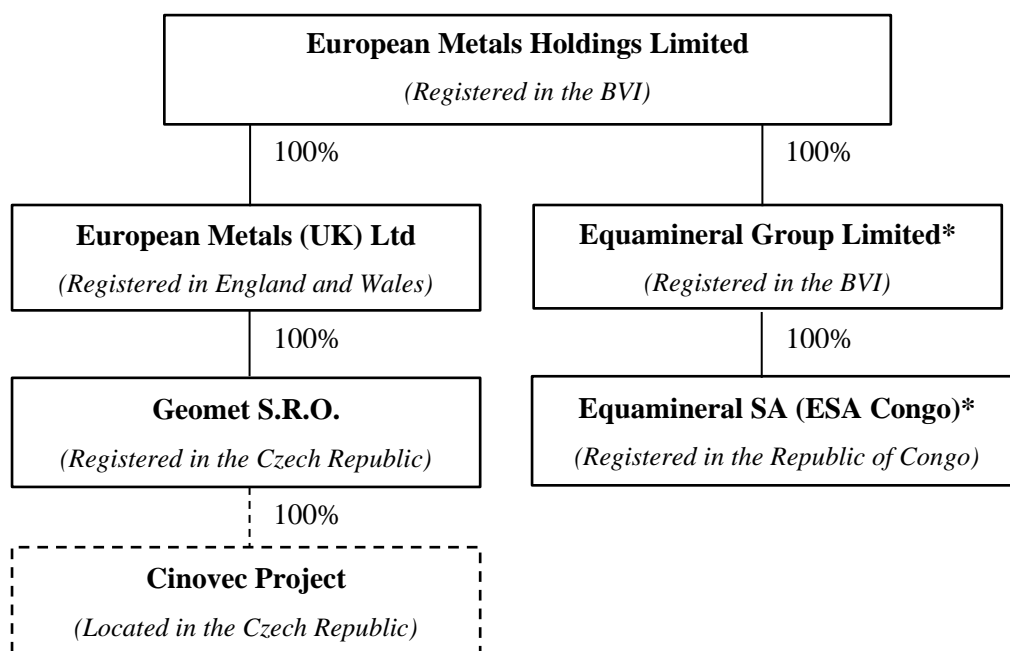 European Metals Holdings Limited
(Registered in the BVI)
100%
100%
European Metals (UK) Ltd
(Registered in England and Wales)
Equamineral Group Limited*
(Registered in the BVI)
100%
100%
Geomet S.R.O.
(Registered in the Czech Republic)
Equamineral SA (ESA Congo)*
(Registered in the Republic of Congo)
100%
Cinovec Project
(Located in the Czech Republic)